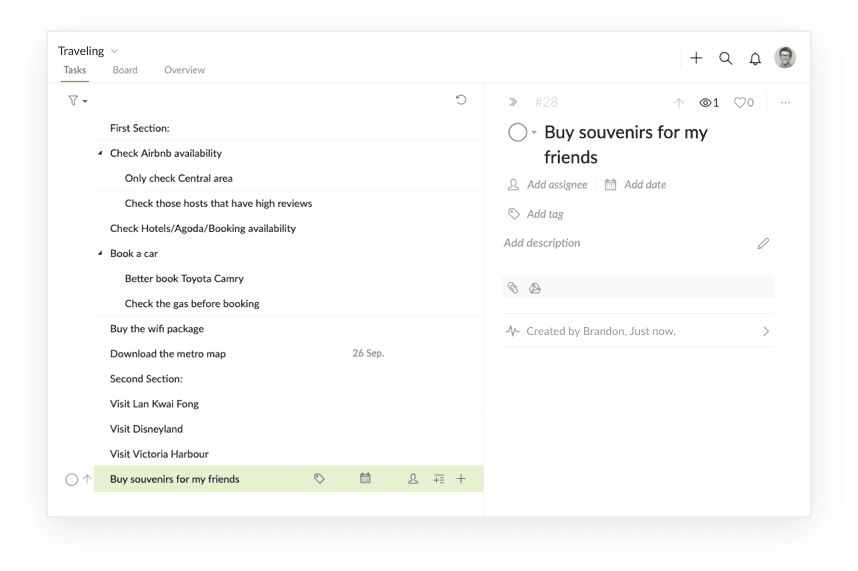 Traveling
Tasks Board Overview
#28
1
0
Buy souvenirs for my
friends
Add assignee
Add date
Add tag
Add description
Created by Brandon, Just now.
First Section:
Check Airbnb availability
Only check Central area
Check those hosts that have high reviews
Check Hotels/Agoda/Booking availability
Book a car
Better book Toyota Camry
Check the gas before booking
Buy the wifi package
Download the metro map 26 Sep.
Second Section:
Visit Lan Kwai Fong
Visit Disneyland
Visit Victoria Harbour
Buy souvenirs for my friends